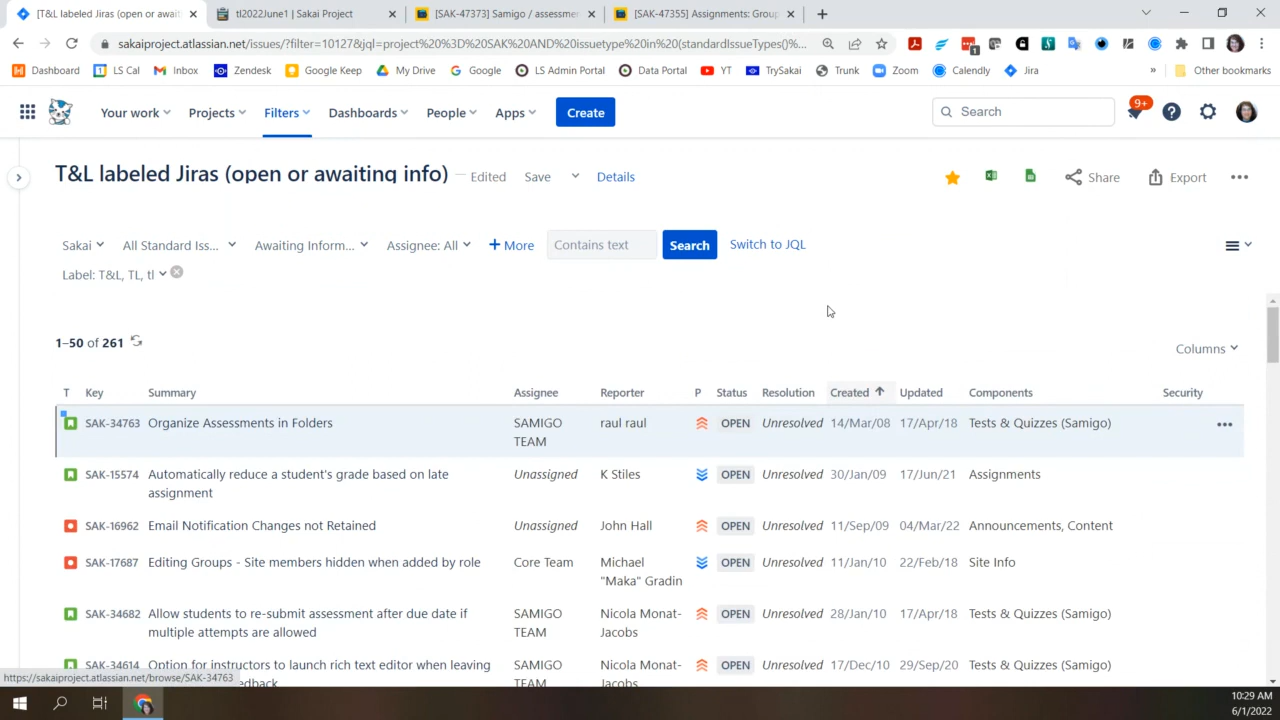 [T&L labeled Jiras (open or awaiti
tl2022June1 | Sakai Project
[SAK-47373] Samigo / assessmen
[SAK-47355] Assignments: Group
sakaiproject.atlassian.net/issues/?filter=10127&jql=project%20%3D%20SAK%20AND%20issuetype%20in%20(standardIssueTypes()%...
Dashboard
LS Cal
Inbox
Zendesk
Google Keep
My Drive
Google
LS Admin Portal
Data Portal
YT
TrySakai
Trunk
Zoom
Calendly
Jira
»
Other bookmarks
Your work
Projects
Filters
Dashboards
People
Apps
Create
Search
9+
T&L labeled Jiras (open or awaiting info)
Edited
Save
Details
Share
Export
Sakai
All Standard Iss...
Awaiting Inform...
Assignee: All
+ More
Contains text
Search
Switch to JQL
Label: T&L, TL, tl
1–50 of 261
Columns
T Key Summary Assignee Reporter P Status Resolution Created Updated Components Security
SAK-34763 Organize Assessments in Folders SAMIGO raul raul OPEN Unresolved 14/Mar/08 17/Apr/18 Tests & Quizzes (Samigo)
TEAM
SAK-15574 Automatically reduce a student's grade based on late Unassigned K Stiles OPEN Unresolved 30/Jan/09 17/Jun/21 Assignments
assignment
SAK-16962 Email Notification Changes not Retained Unassigned John Hall OPEN Unresolved 11/Sep/09 04/Mar/22 Announcements, Content
SAK-17687 Editing Groups - Site members hidden when added by role Core Team Michael OPEN Unresolved 11/Jan/10 22/Feb/18 Site Info
"Maka" Gradin
SAK-34682 Allow students to re-submit assessment after due date if SAMIGO Nicola Monat- OPEN Unresolved 28/Jan/10 17/Apr/18 Tests & Quizzes (Samigo)
multiple attempts are allowed TEAM Jacobs
SAK-34614 Option for instructors to launch rich text editor when leaving SAMIGO Nicola Monat- OPEN Unresolved 17/Dec/10 29/Sep/20 Tests & Quizzes (Samigo)
edback TEAM Jacobs
https://sakaiproject.atlassian.net/browse/SAK-34763
10:29 AM
6/1/2022